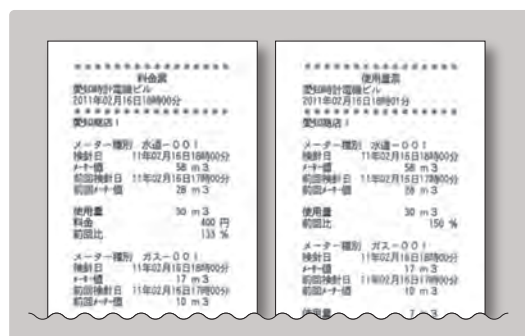 ********************
料金票
愛知時計電機ビル
2011年02月16日18時00分
********************
愛知商店1
メーター種別 水道-001
検針日 11年02月16日18時00分
メーター値 58 m3
前回検針日 11年02月16日17時00分
前回メーター値 28 m3
使用量 30 m3
料金 400 円
前回比 133 %
メーター種別 ガス-001
検針日 11年02月16日18時00分
メーター値 17 m3
前回検針日 11年02月16日17時00分
前回メーター値 10 m3
********************
使用量票
愛知時計電機ビル
2011年02月16日18時01分
********************
愛知商店1
メーター種別 水道-001
検針日 11年02月16日18時00分
メーター値 58 m3
前回検針日 11年02月16日17時00分
前回メーター値 28 m3
使用量 30 m3
前回比 150 %
メーター種別 ガス-001
検針日 11年02月16日18時00分
メーター値 17 m3
前回検針日 11年02月16日17時00分
前回メーター値 10 m3
使用量 7 m3